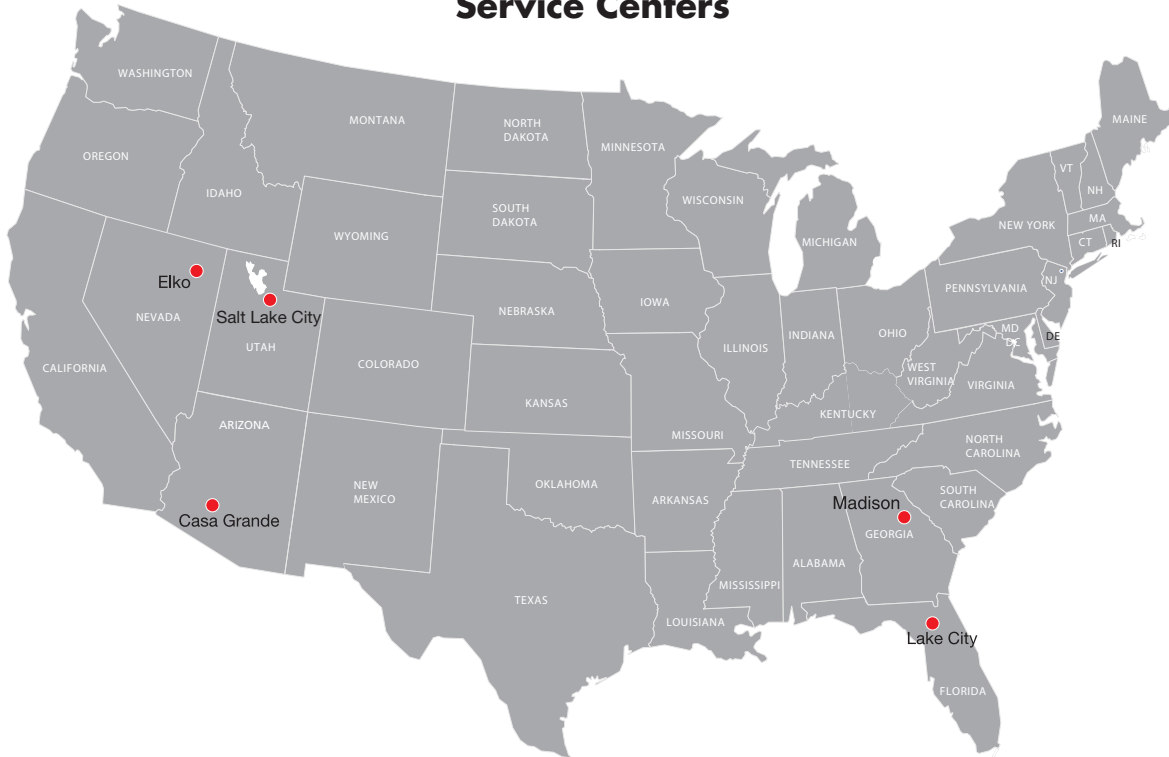 Service Centers
WASHINGTON
MONTANA
NORTH
DAKOTA
MINNESOTA
MAINE
OREGON
IDAHO
SOUTH
DAKOTA
WISCONSIN
VT
NH
WYOMING
MICHIGAN
NEW YORK
MA
CT
RI
Elko
Salt Lake City
NEVADA
UTAH
NEBRASKA
IOWA
PENNSYLVANIA
NJ
CALIFORNIA
COLORADO
ILLINOIS
INDIANA
OHIO
MD
DC
DE
WEST
VIRGINIA
VIRGINIA
KANSAS
MISSOURI
KENTUCKY
ARIZONA
NEW
MEXICO
OKLAHOMA
ARKANSAS
TENNESSEE
NORTH
CAROLINA
SOUTH
CAROLINA
Casa Grande
Madison
GEORGIA
ALABAMA
MISSISSIPPI
TEXAS
LOUISIANA
Lake City
FLORIDA